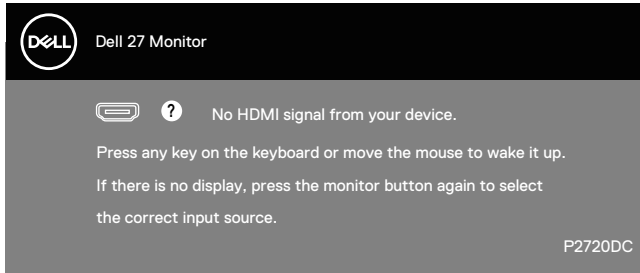 DELL
Dell 27 Monitor
? No HDMI signal from your device.
Press any key on the keyboard or move the mouse to wake it up.
If there is no display, press the monitor button again to select
the correct input source.
P2720DC